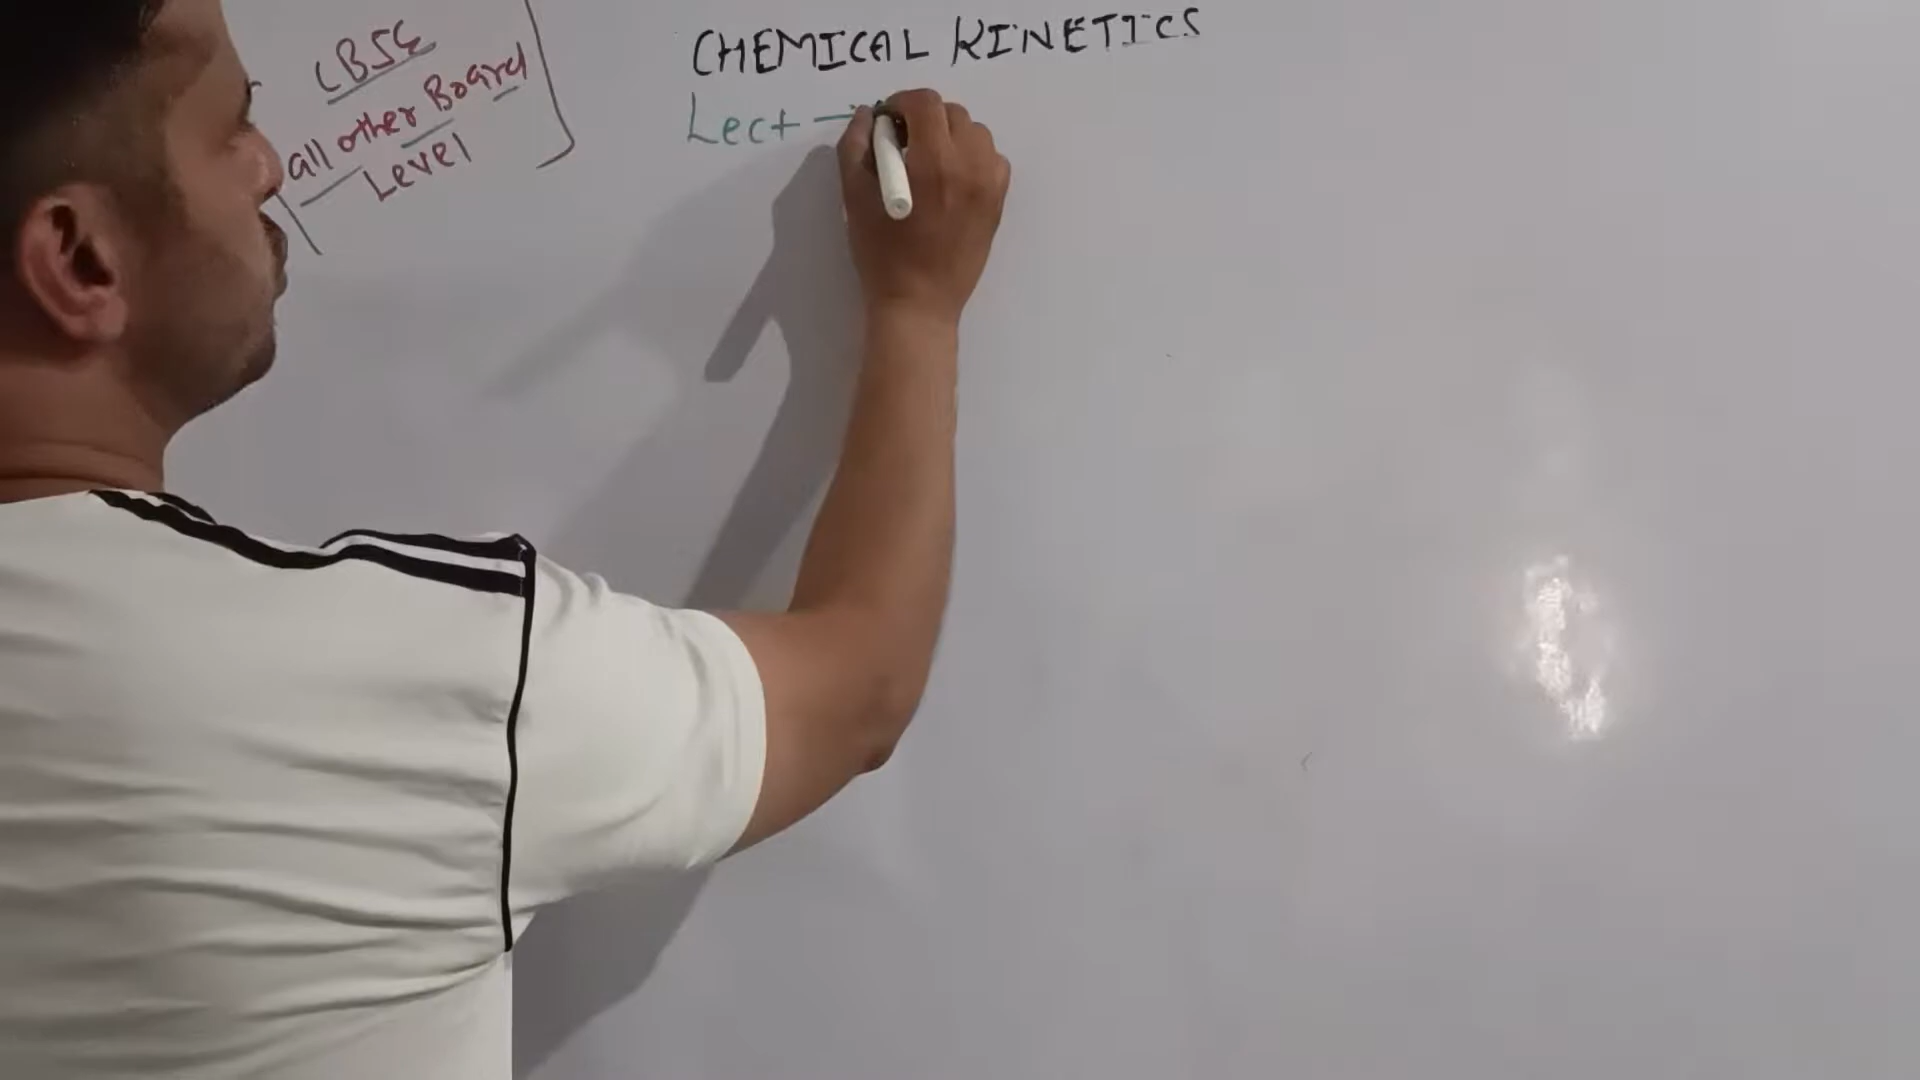 CBSE
all other Board
Level
CHEMICAL KINETICS
Lect →